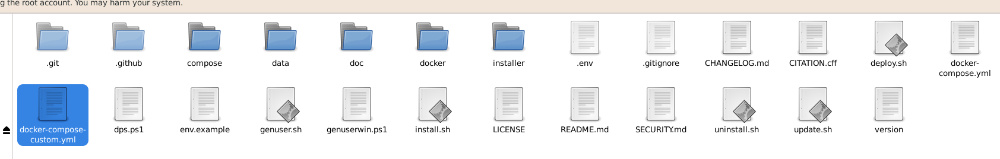 g the root account. You may harm your system.
.git
.github
compose
data
doc
docker
installer
.env
.gitignore
CHANGELOG.md
CITATION.cff
deploy.sh
docker-
compose.yml
docker-compose-
custom.yml
dps.ps1
env.example
genuser.sh
genuserwin.ps1
install.sh
LICENSE
README.md
SECURITY.md
uninstall.sh
update.sh
version